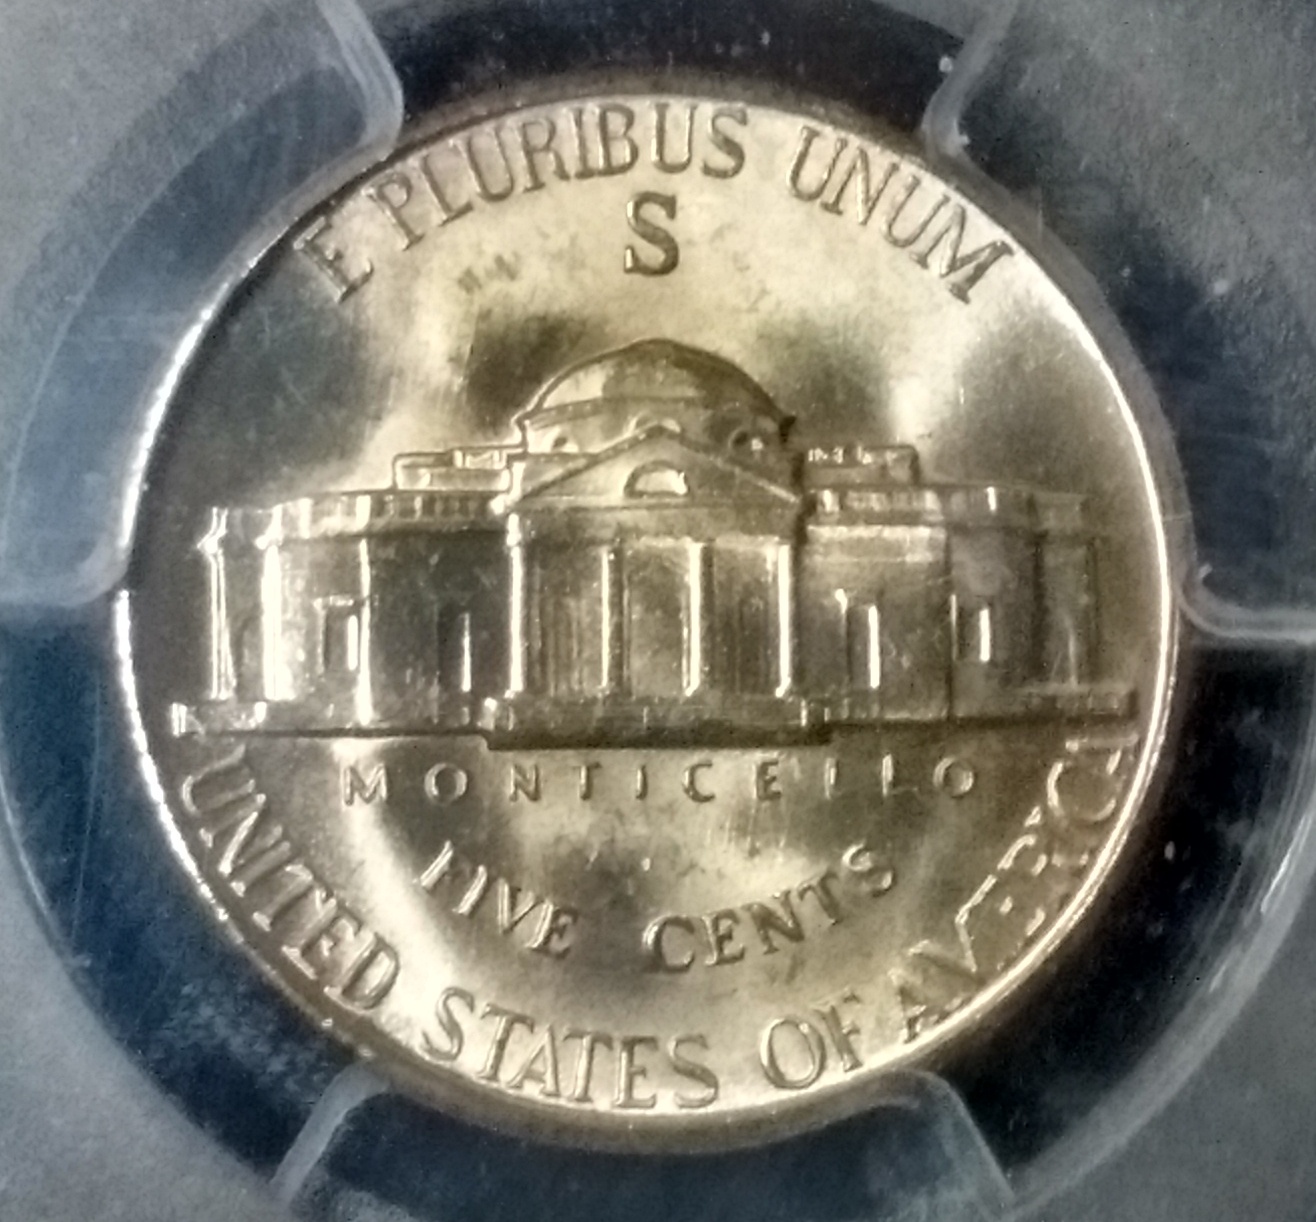 E PLURIBUS UNUM
S
MONTICELLO
FIVE CENTS
UNITED STATES OF AMERICA